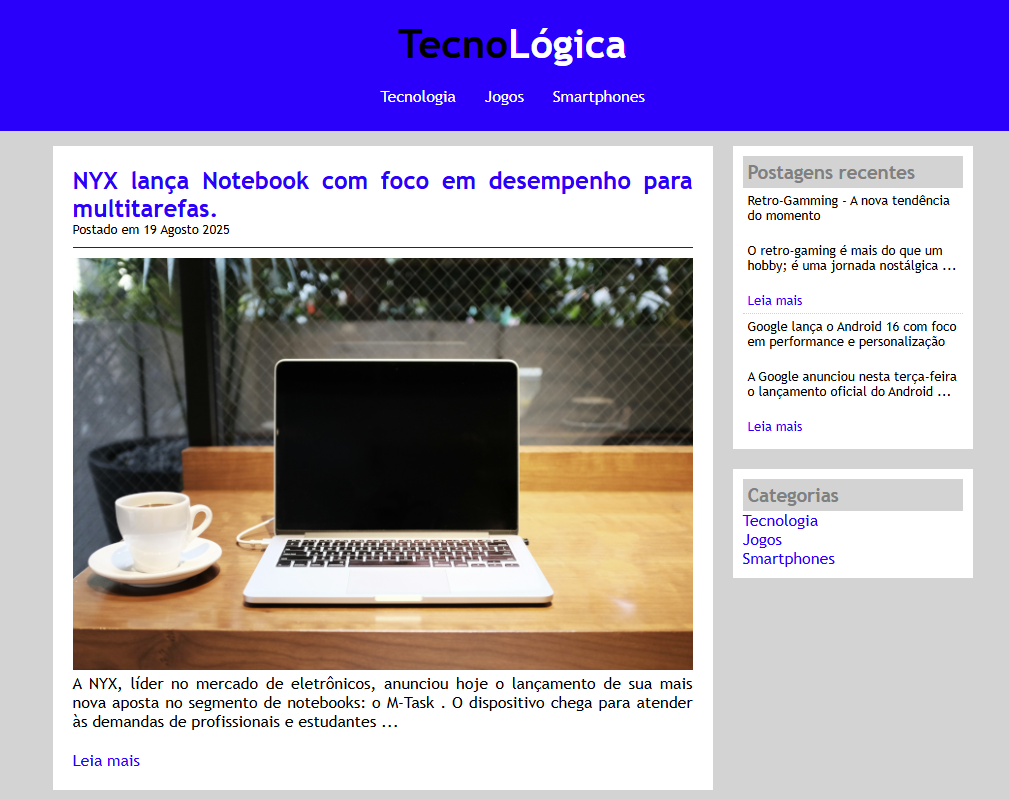 TecnoLógica
Tecnologia Jogos Smartphones
NYX lança Notebook com foco em desempenho para
multitarefas.
Postado em 19 Agosto 2025
A NYX, líder no mercado de eletrônicos, anunciou hoje o lançamento de sua mais
nova aposta no segmento de notebooks: o M-Task . O dispositivo chega para atender
às demandas de profissionais e estudantes ...
Leia mais
Postagens recentes
Retro-Gamming - A nova tendência
do momento
O retro-gaming é mais do que um
hobby; é uma jornada nostálgica ...
Leia mais
Google lança o Android 16 com foco
em performance e personalização
A Google anunciou nesta terça-feira
o lançamento oficial do Android ...
Leia mais
Categorias
Tecnologia
Jogos
Smartphones